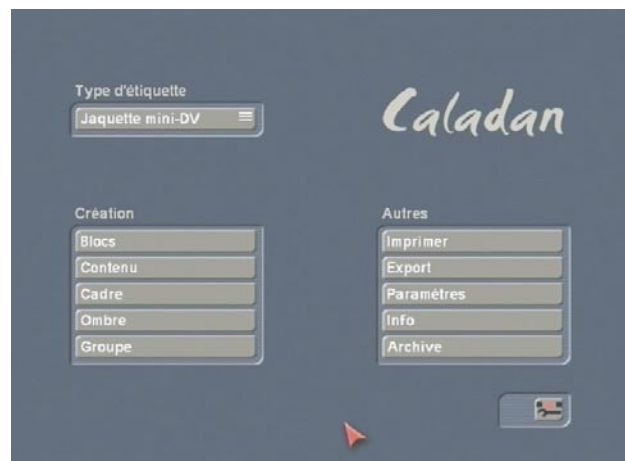 Type d'étiquette
Jaquette mini-DV
Caladan
Création
Blocs
Contenu
Cadre
Ombre
Groupe
Autres
Imprimer
Export
Paramètres
Info
Archive